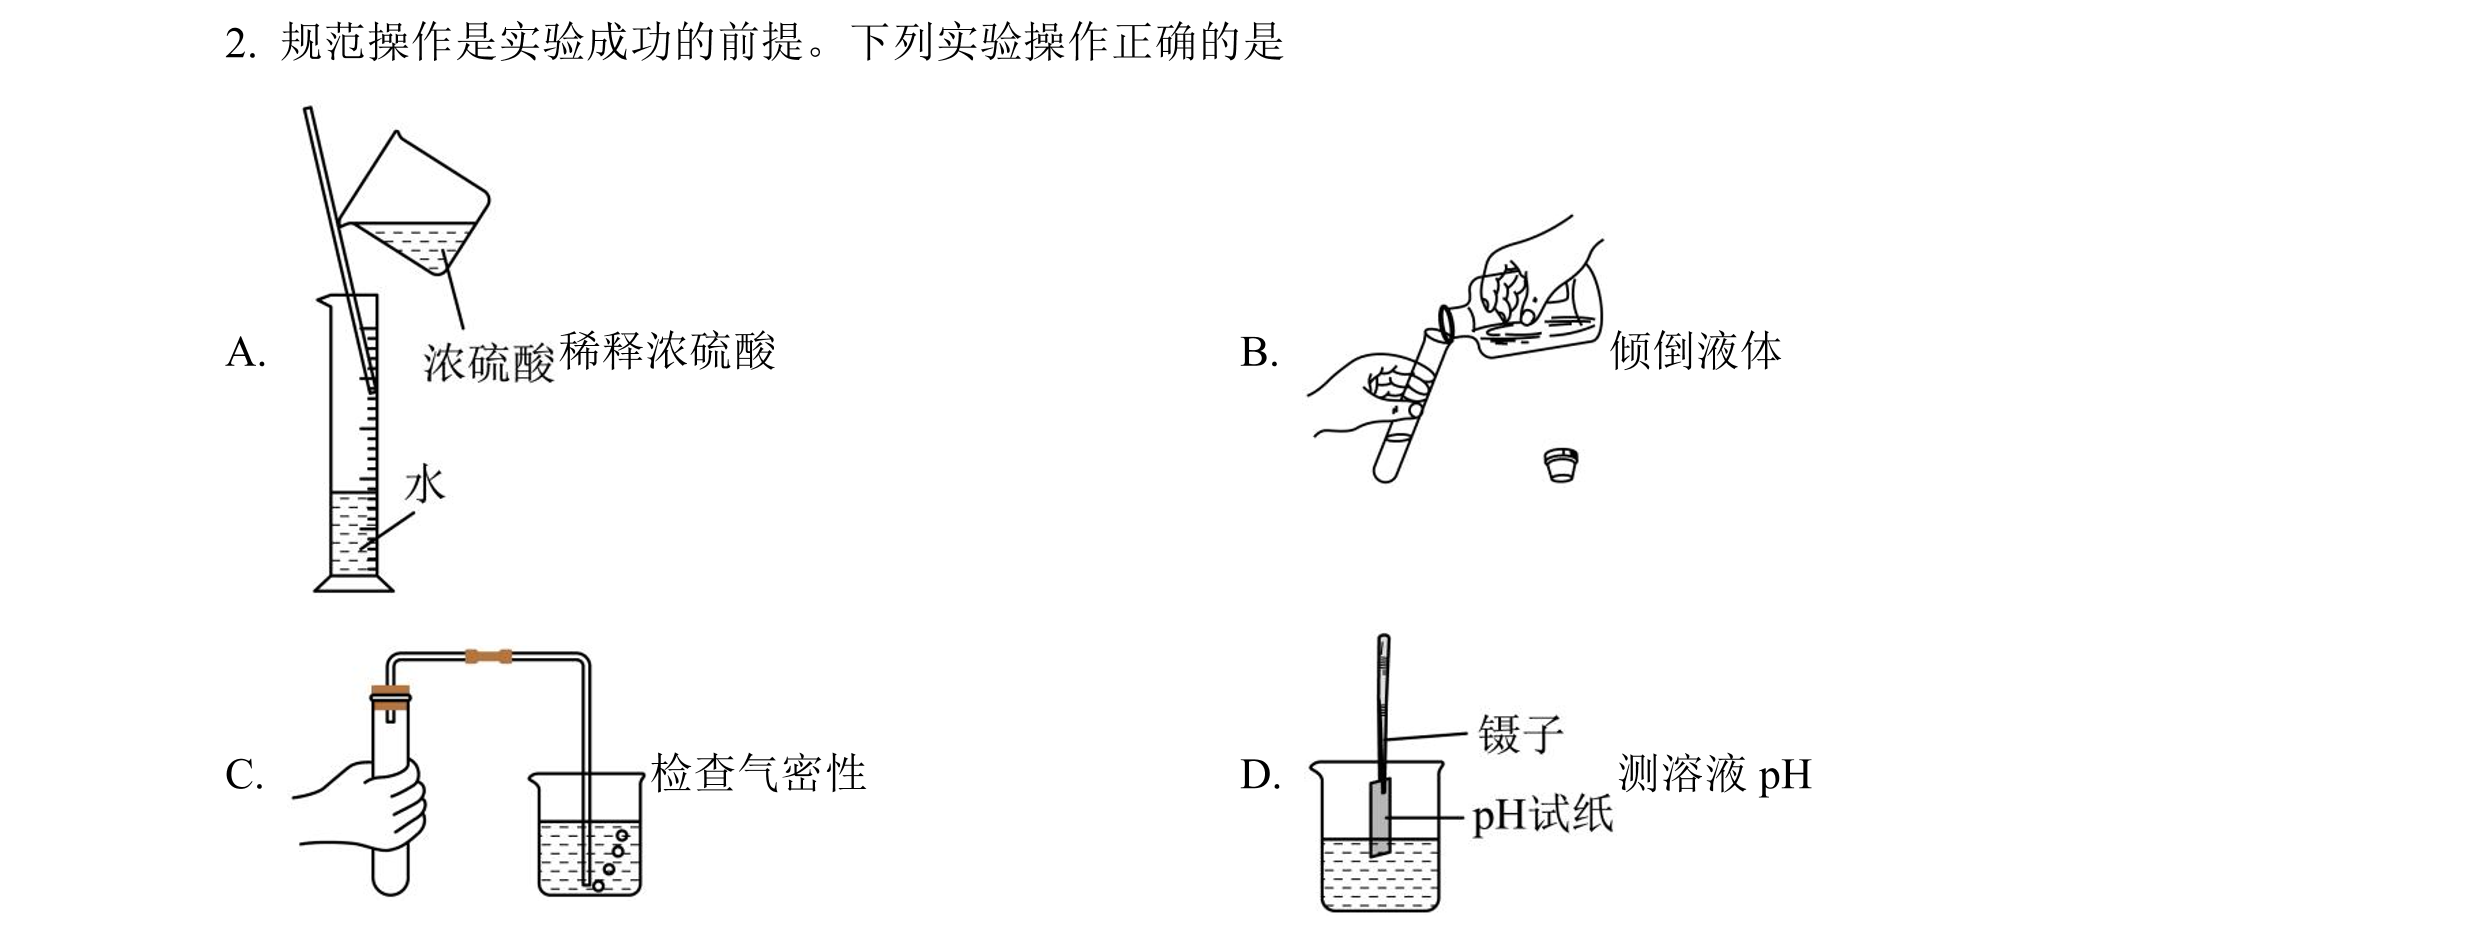 2. 规范操作是实验成功的前提。下列实验操作正确的是
A. 浓硫酸 稀释浓硫酸
水
B. 倾倒液体
C. 检查气密性
D. 镊子
pH试纸
测溶液 pH